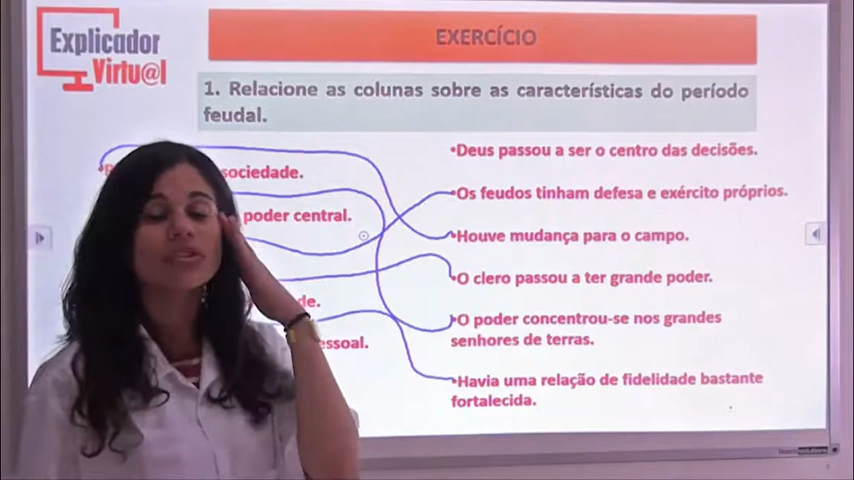 Explicador
Virtu@l
EXERCÍCIO
1. Relacione as colunas sobre as características do período
feudal.
sociedade.
poder central.
•Deus passou a ser o centro das decisões.
•Os feudos tinham defesa e exército próprios.
•Houve mudança para o campo.
•O clero passou a ter grande poder.
•O poder concentrou-se nos grandes
senhores de terras.
•Havia uma relação de fidelidade bastante
fortalecida.